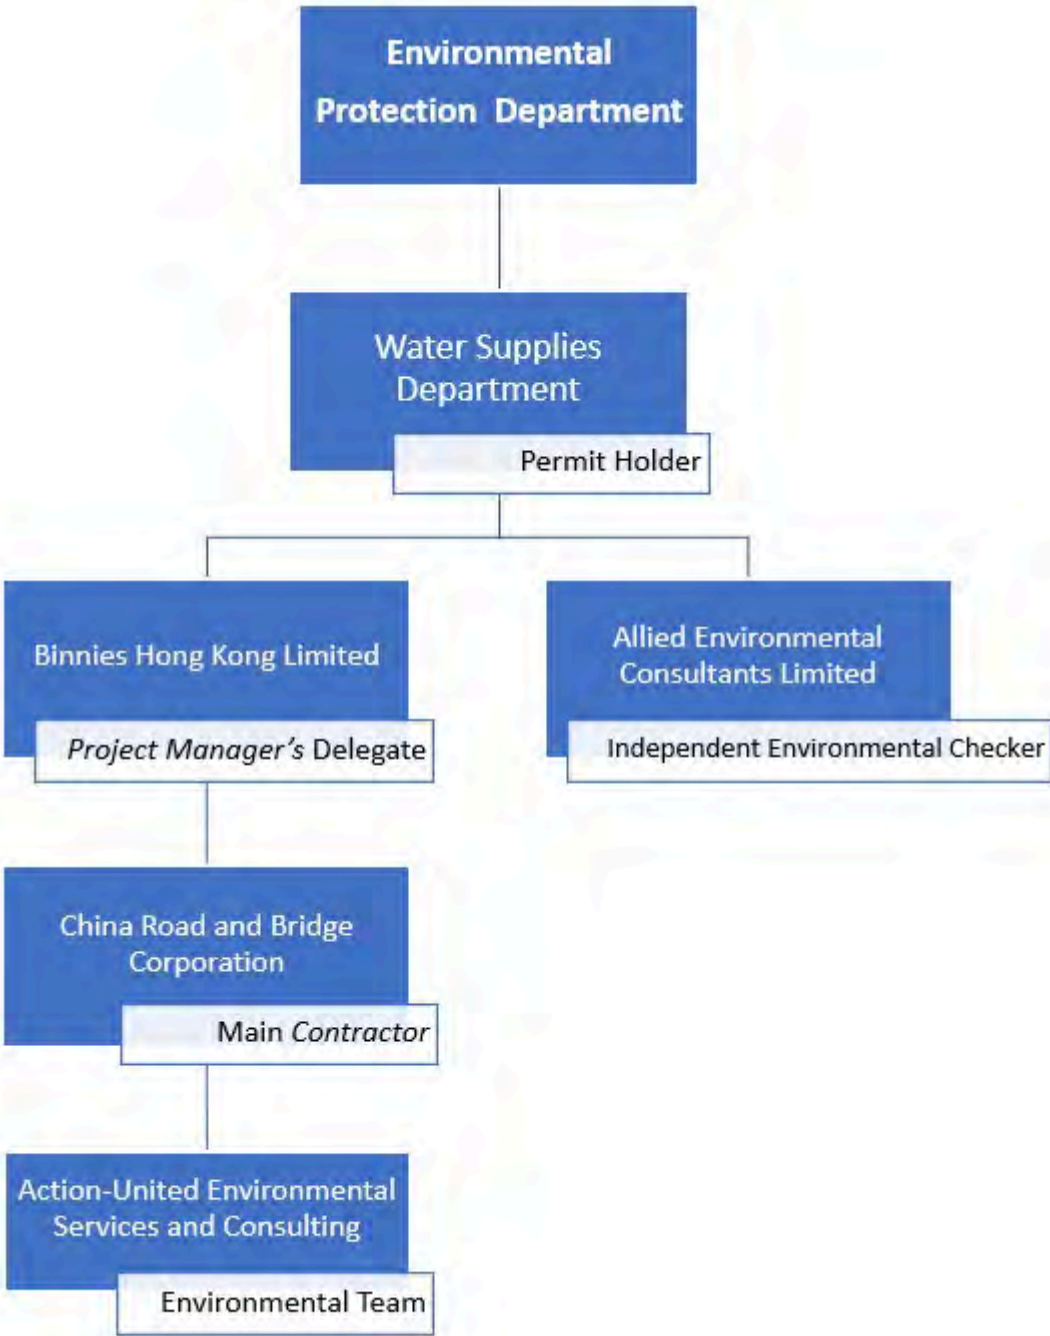 Environmental
Protection Department
Water Supplies
Department
Permit Holder
Binnies Hong Kong Limited
Project Manager’s Delegate
Allied Environmental
Consultants Limited
Independent Environmental Checker
China Road and Bridge
Corporation
Main Contractor
Action-United Environmental
Services and Consulting
Environmental Team